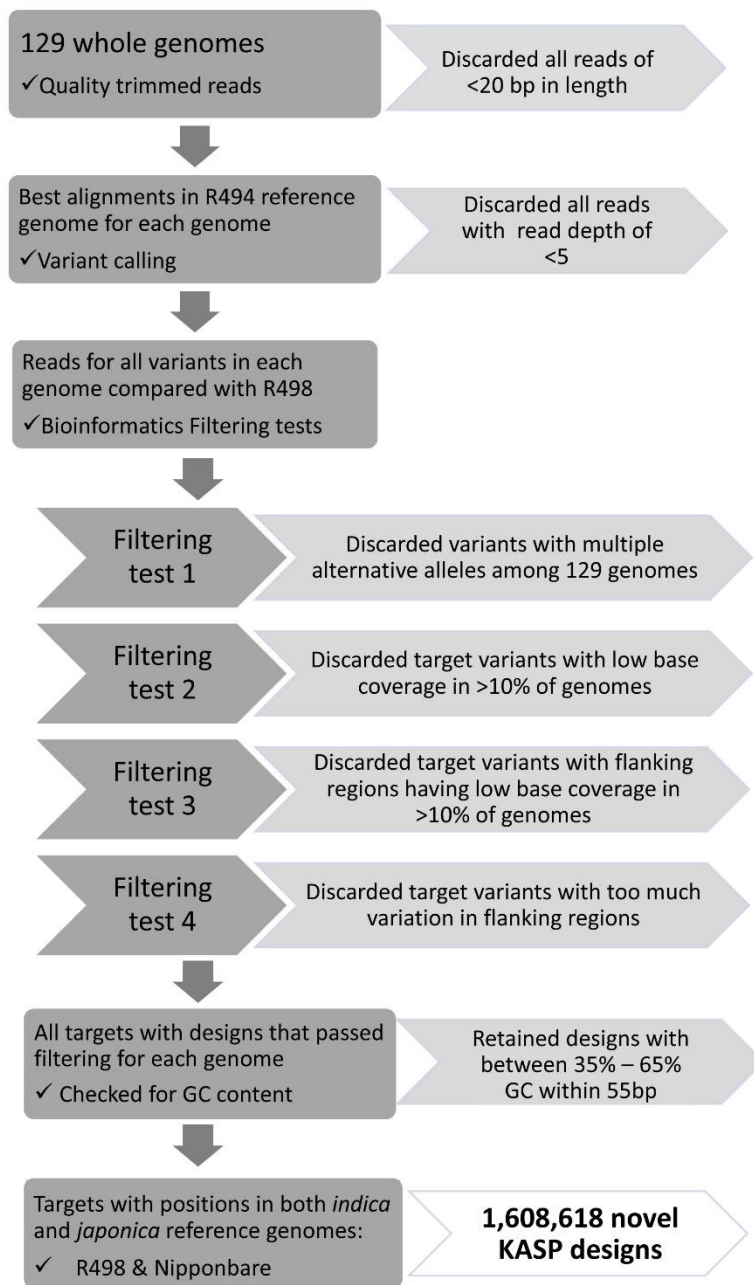 129 whole genomes
✓Quality trimmed reads
Discarded all reads of
<20 bp in length
Best alignments in R494 reference
genome for each genome
✓Variant calling
Discarded all reads
with read depth of
<5
Reads for all variants in each
genome compared with R498
✓Bioinformatics Filtering tests
Filtering
test 1
Discarded variants with multiple
alternative alleles among 129 genomes
Filtering
test 2
Discarded target variants with low base
coverage in >10% of genomes
Filtering
test 3
Discarded target variants with flanking
regions having low base coverage in
>10% of genomes
Filtering
test 4
Discarded target variants with too much
variation in flanking regions
All targets with designs that passed
filtering for each genome
✓ Checked for GC content
Retained designs with
between 35% – 65%
GC within 55bp
Targets with positions in both indica
and japonica reference genomes:
✓ R498 & Nipponbare
1,608,618 novel
KASP designs